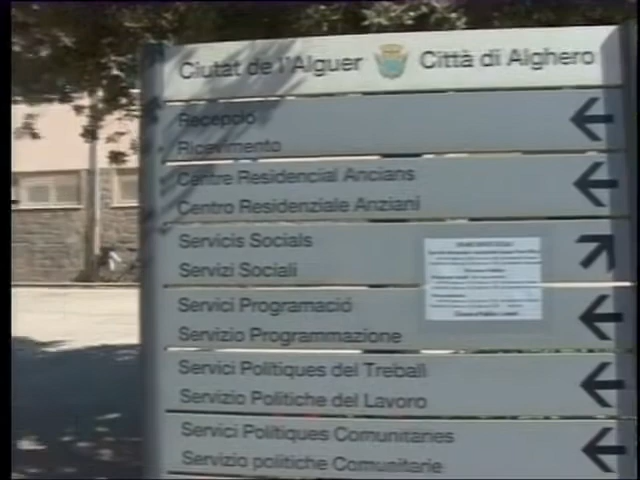 Ciutat de l'Alguer Città di Alghero
Recepció
Ricevimento
Centre Residencial Ancians
Centro Residenziale Anziani
Servicis Socials
Servizi Sociali
Servici Programació
Servizio Programmazione
Servici Polítiques del Treball
Servizio Politiche del Lavoro
Servici Polítiques Comunitaries
Servizio politiche Comunitarie